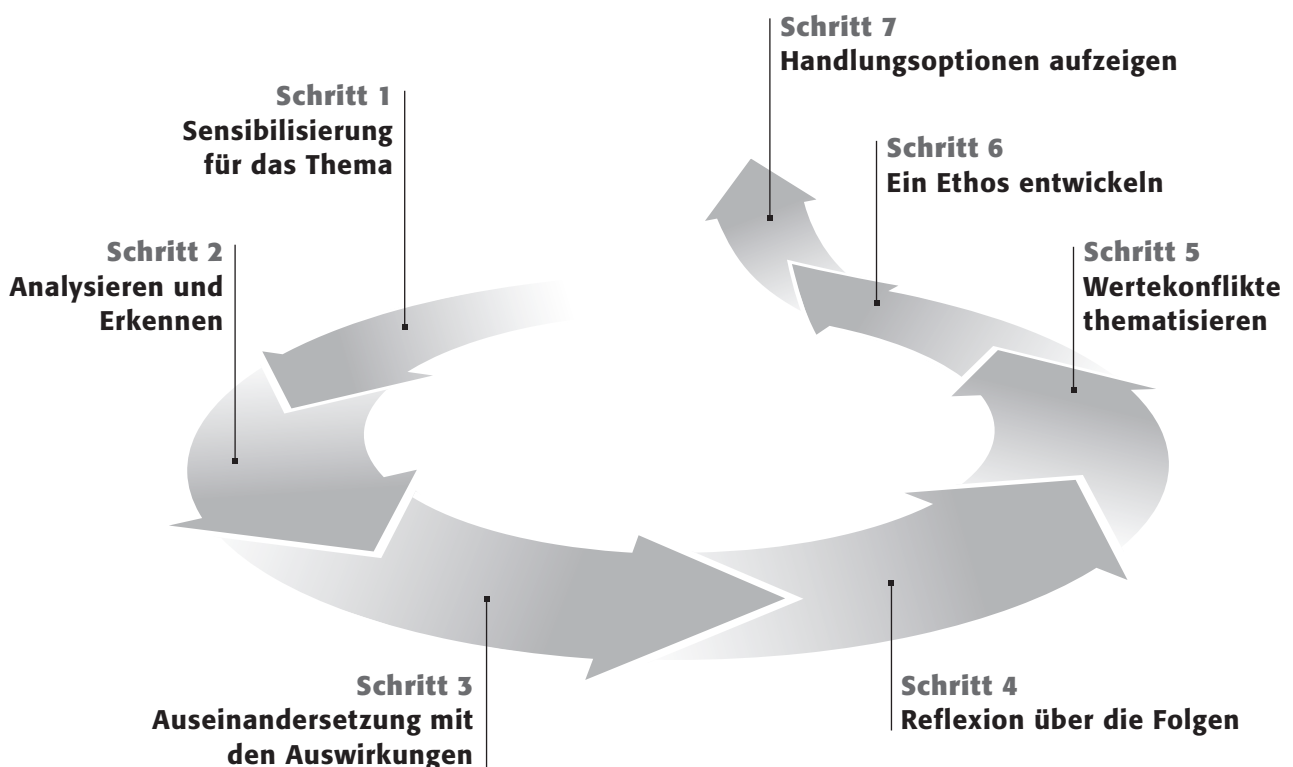 Schritt 1
Sensibilisierung
für das Thema
Schritt 2
Analysieren und
Erkennen
Schritt 3
Auseinandersetzung mit
den Auswirkungen
Schritt 4
Reflexion über die Folgen
Schritt 5
Wertekonflikte
thematisieren
Schritt 6
Ein Ethos entwickeln
Schritt 7
Handlungsoptionen aufzeigen